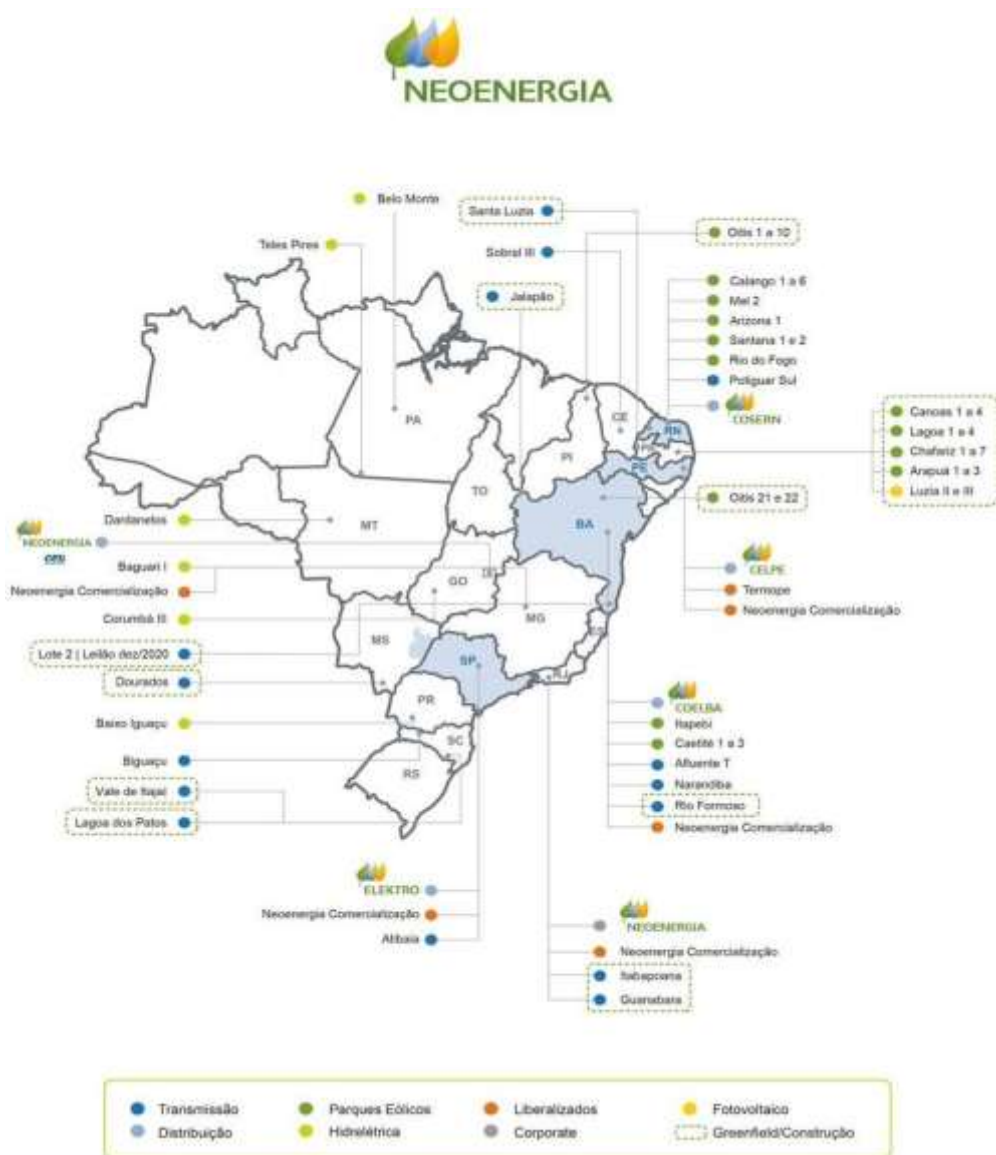 NEOENERGIA
Belo Monte
Santa Luzia
Oitis 1 a 10
Teles Pires
Sobral III
Jalapão
Calango 1 a 6
Mel 2
Arizona 1
Santana 1 e 2
Rio do Fogo
Potiguar Sul
COSERN
PA
CE
RN
PB
PI
PE
Canoas 1 a 4
Lagoa 1 a 4
Chafariz 1 a 7
Arapuá 1 a 3
Luzia II e III
TO
Oitis 21 e 22
Dardanelos
MT
BA
NEOENERGIA
Baguari I
Neoenergia Comercialização
GO
DF
CELPE
Termope
Neoenergia Comercialização
Corumbá III
MG
ES
MS
Lote 2 | Leilão dez/2020
SP
Dourados
RJ
PR
COELBA
Itapebi
Baixo Iguaçu
SC
Caetité 1 a 3
Biguaçu
Afluente T
RS
Narandiba
Vale do Itajaí
Rio Formoso
Lagoa dos Patos
Neoenergia Comercialização
ELEKTRO
Neoenergia Comercialização
Atibaia
NEOENERGIA
Neoenergia Comercialização
Itabapoana
Guanabara
Transmissão
Parques Eólicos
Liberalizados
Fotovoltaico
Distribuição
Hidrelétrica
Corporate
Greenfield/Construção